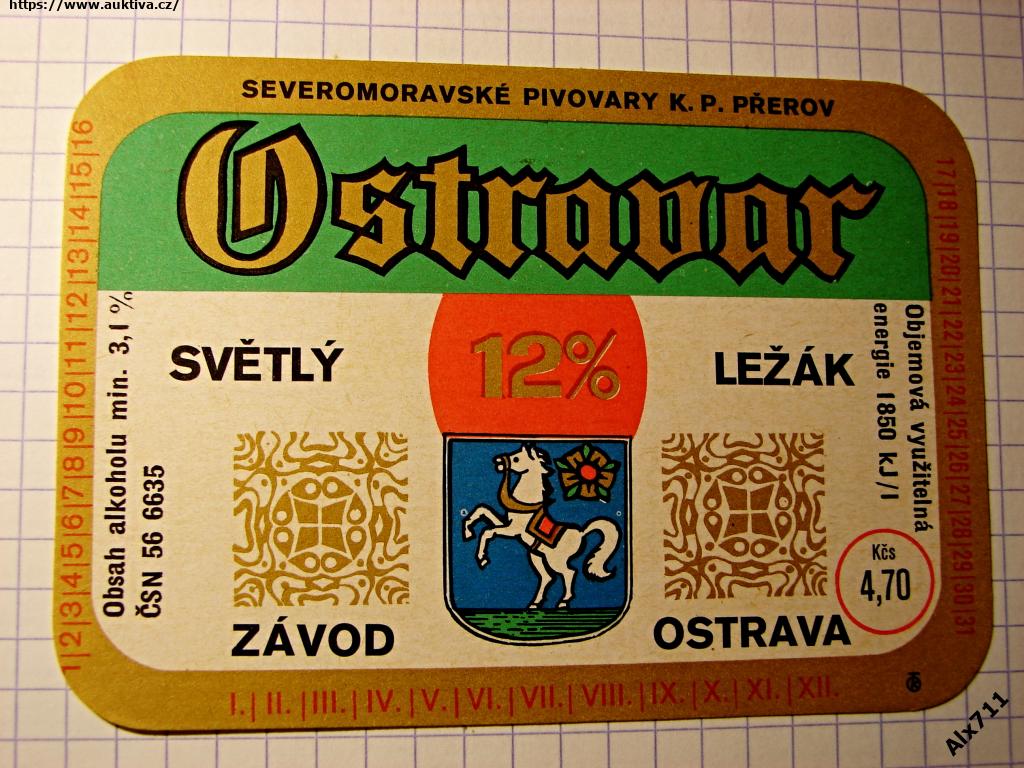 https://www.auktiva.cz/
SEVEROMORAVSKÉ PIVOVARY K. P. PŘEROV
Ostravar
12%
SVĚTLÝ
LEŽÁK
Obsah alkoholu min. 3,1 %
ČSN 56 6635
Objemová využitelná
energie 1850 kJ/l
Kčs
4,70
ZÁVOD
OSTRAVA
1|2|3|4|5|6|7|8|9|10|11|12|13|14|15|16
17|18|19|20|21|22|23|24|25|26|27|28|29|30|31
I.|II.|III.|IV.|V.|VI.|VII.|VIII.|IX.|X.|XI.|XII.
Alx711